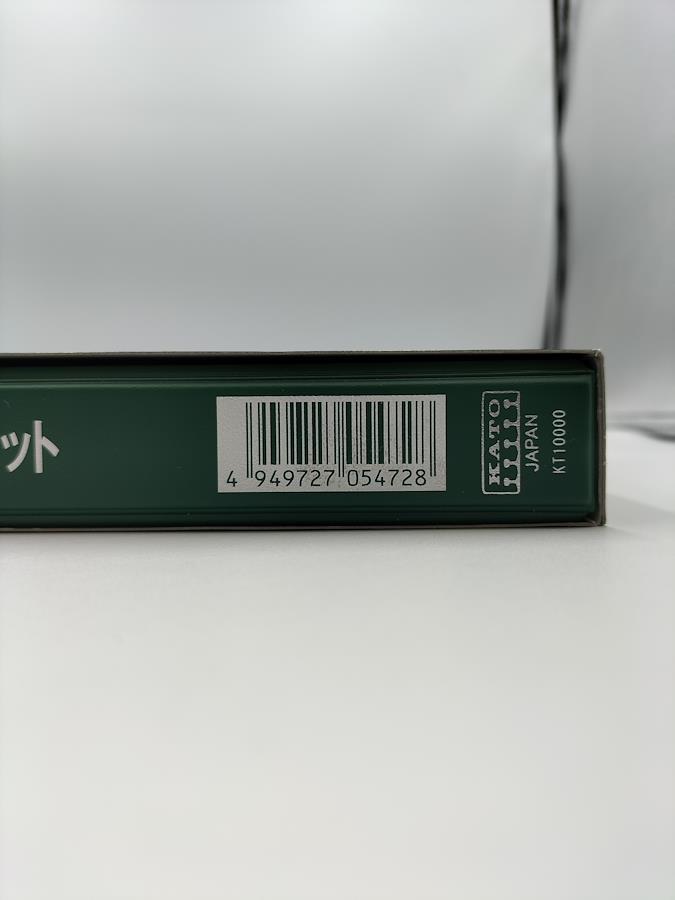 ット
4 949727 054728
KATO
JAPAN
KT10000